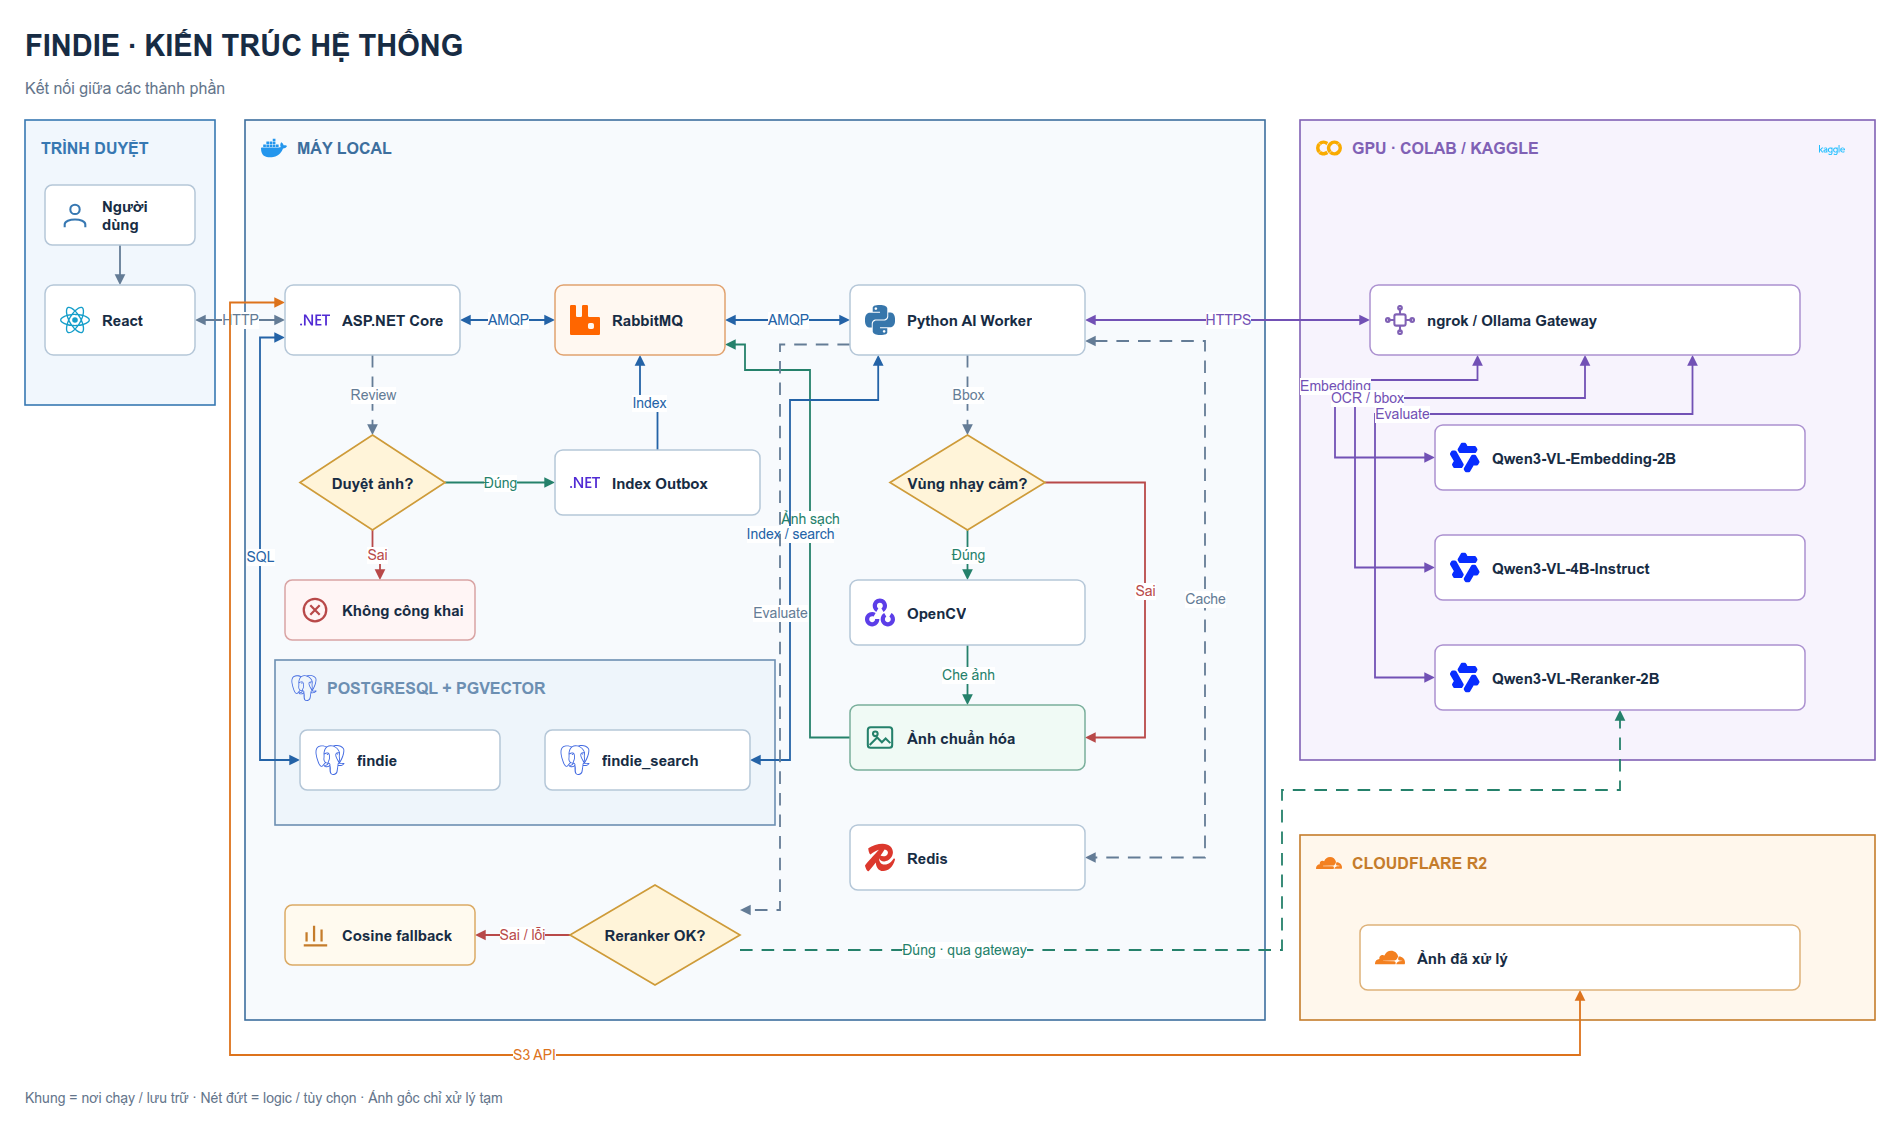 FINDIE · KIẾN TRÚC HỆ THỐNG
Kết nối giữa các thành phần
TRÌNH DUYỆT
Người
dùng
React
HTTP
MÁY LOCAL
.NET ASP.NET Core
AMQP
RabbitMQ
AMQP
Python AI Worker
HTTPS
Review
Index
Bbox
Duyệt ảnh?
Đúng
.NET Index Outbox
Vùng nhạy cảm?
Ảnh sạch
Index / search
SQL
Sai
Đúng
Sai
Cache
Không công khai
Evaluate
OpenCV
Che ảnh
POSTGRESQL + PGVECTOR
findie
findie_search
Ảnh chuẩn hóa
Redis
Cosine fallback
Sai / lỗi
Reranker OK?
Đúng · qua gateway
GPU · COLAB / KAGGLE
kaggle
ngrok / Ollama Gateway
Embedding
OCR / bbox
Evaluate
Qwen3-VL-Embedding-2B
Qwen3-VL-4B-Instruct
Qwen3-VL-Reranker-2B
CLOUDFLARE R2
Ảnh đã xử lý
S3 API
Khung = nơi chạy / lưu trữ · Nét đứt = logic / tùy chọn · Ảnh gốc chỉ xử lý tạm